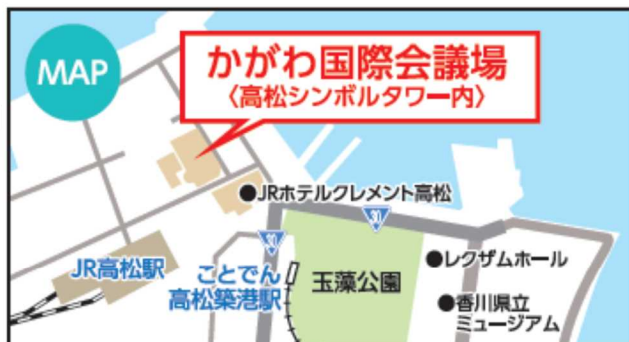 MAP
かがわ国際会議場
〈高松シンボルタワー内〉
●JRホテルクレメント高松
30
30
JR高松駅
ことでん
高松築港駅
玉藻公園
●レクザムホール
●香川県立
ミュージアム